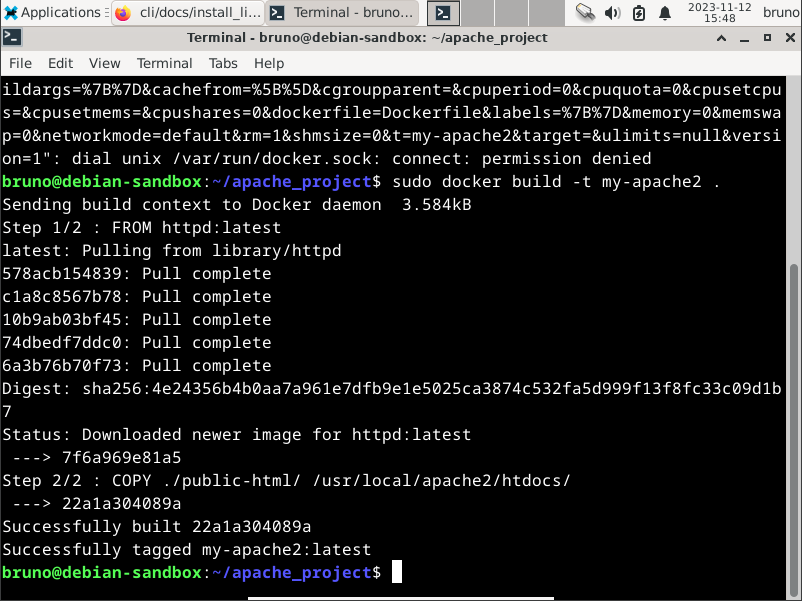 Applications
cli/docs/install_li...
Terminal - bruno...
2023-11-12
15:48
bruno
Terminal - bruno@debian-sandbox: ~/apache_project
File Edit View Terminal Tabs Help
ildargs=%7B%7D&cachefrom=%5B%5D&cgroupparent=&cpuperiod=0&cpuquota=0&cpusetcpu
s=&cpusetmems=&cpushares=0&dockerfile=Dockerfile&labels=%7B%7D&memory=0&memswa
p=0&networkmode=default&rm=1&shmsize=0&t=my-apache2&target=&ulimits=null&versi
on=1": dial unix /var/run/docker.sock: connect: permission denied
bruno@debian-sandbox:~/apache_project$ sudo docker build -t my-apache2 .
Sending build context to Docker daemon  3.584kB
Step 1/2 : FROM httpd:latest
latest: Pulling from library/httpd
578acb154839: Pull complete
c1a8c8567b78: Pull complete
10b9ab03bf45: Pull complete
74dbedf7ddc0: Pull complete
6a3b76b70f73: Pull complete
Digest: sha256:4e24356b4b0aa7a961e7dfb9e1e5025ca3874c532fa5d999f13f8fc33c09d1b
7
Status: Downloaded newer image for httpd:latest
 ---> 7f6a969e81a5
Step 2/2 : COPY ./public-html/ /usr/local/apache2/htdocs/
 ---> 22a1a304089a
Successfully built 22a1a304089a
Successfully tagged my-apache2:latest
bruno@debian-sandbox:~/apache_project$